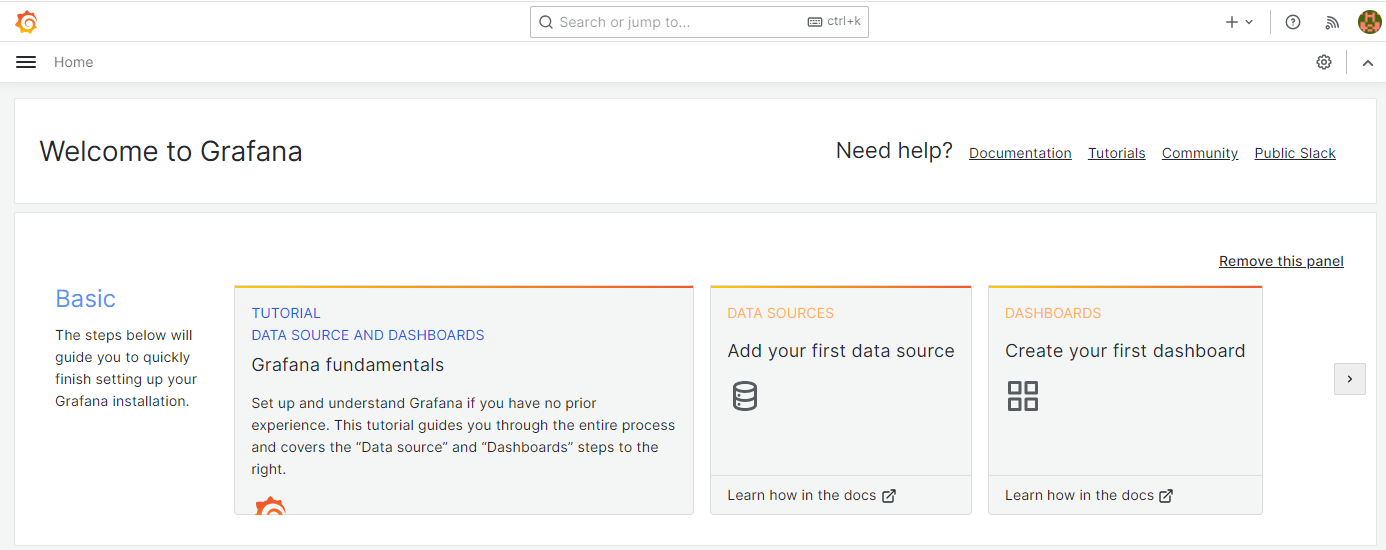 Search or jump to...
ctrl+k
Home
Welcome to Grafana
Need help?
Documentation
Tutorials
Community
Public Slack
Remove this panel
Basic
The steps below will
guide you to quickly
finish setting up your
Grafana installation.
TUTORIAL
DATA SOURCE AND DASHBOARDS
Grafana fundamentals
Set up and understand Grafana if you have no prior
experience. This tutorial guides you through the entire process
and covers the “Data source” and “Dashboards” steps to the
right.
DATA SOURCES
Add your first data source
Learn how in the docs
DASHBOARDS
Create your first dashboard
Learn how in the docs